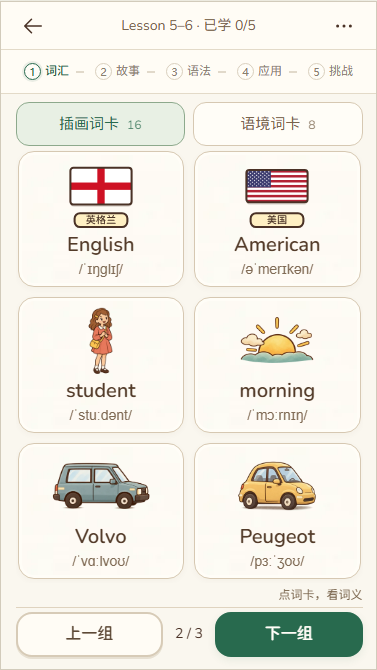 Lesson 5–6 · 已学 0/5
1 词汇 – 2 故事 – 3 语法 – 4 应用 – 5 挑战
插画词卡 16 语境词卡 8
英格兰 美国
English American
/ˈɪŋɡlɪʃ/ /əˈmerɪkən/
student morning
/ˈstuːdənt/ /ˈmɔːrnɪŋ/
Volvo Peugeot
/ˈvɑːlvoʊ/ /pɜːˈʒoʊ/
点词卡，看词义
上一组 2 / 3 下一组